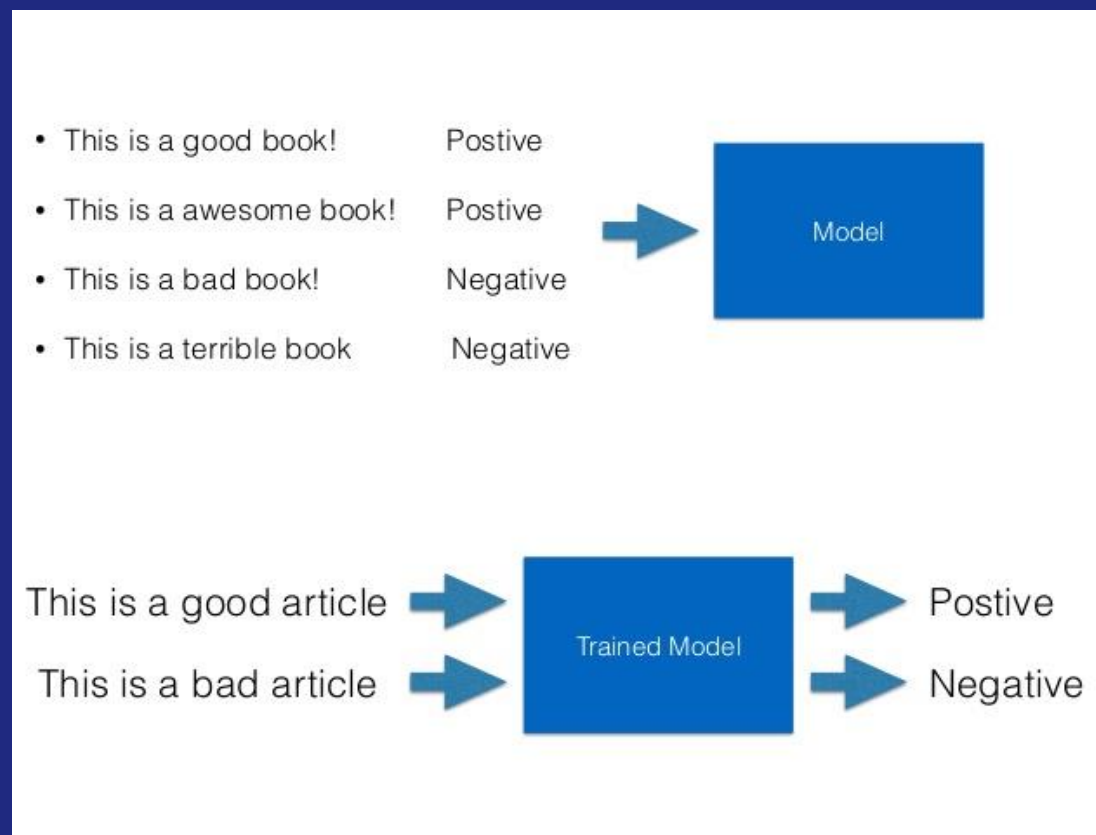 • This is a good book! Postive
• This is a awesome book! Postive
• This is a bad book! Negative
• This is a terrible book Negative
Model
This is a good article Postive
This is a bad article Negative
Trained Model